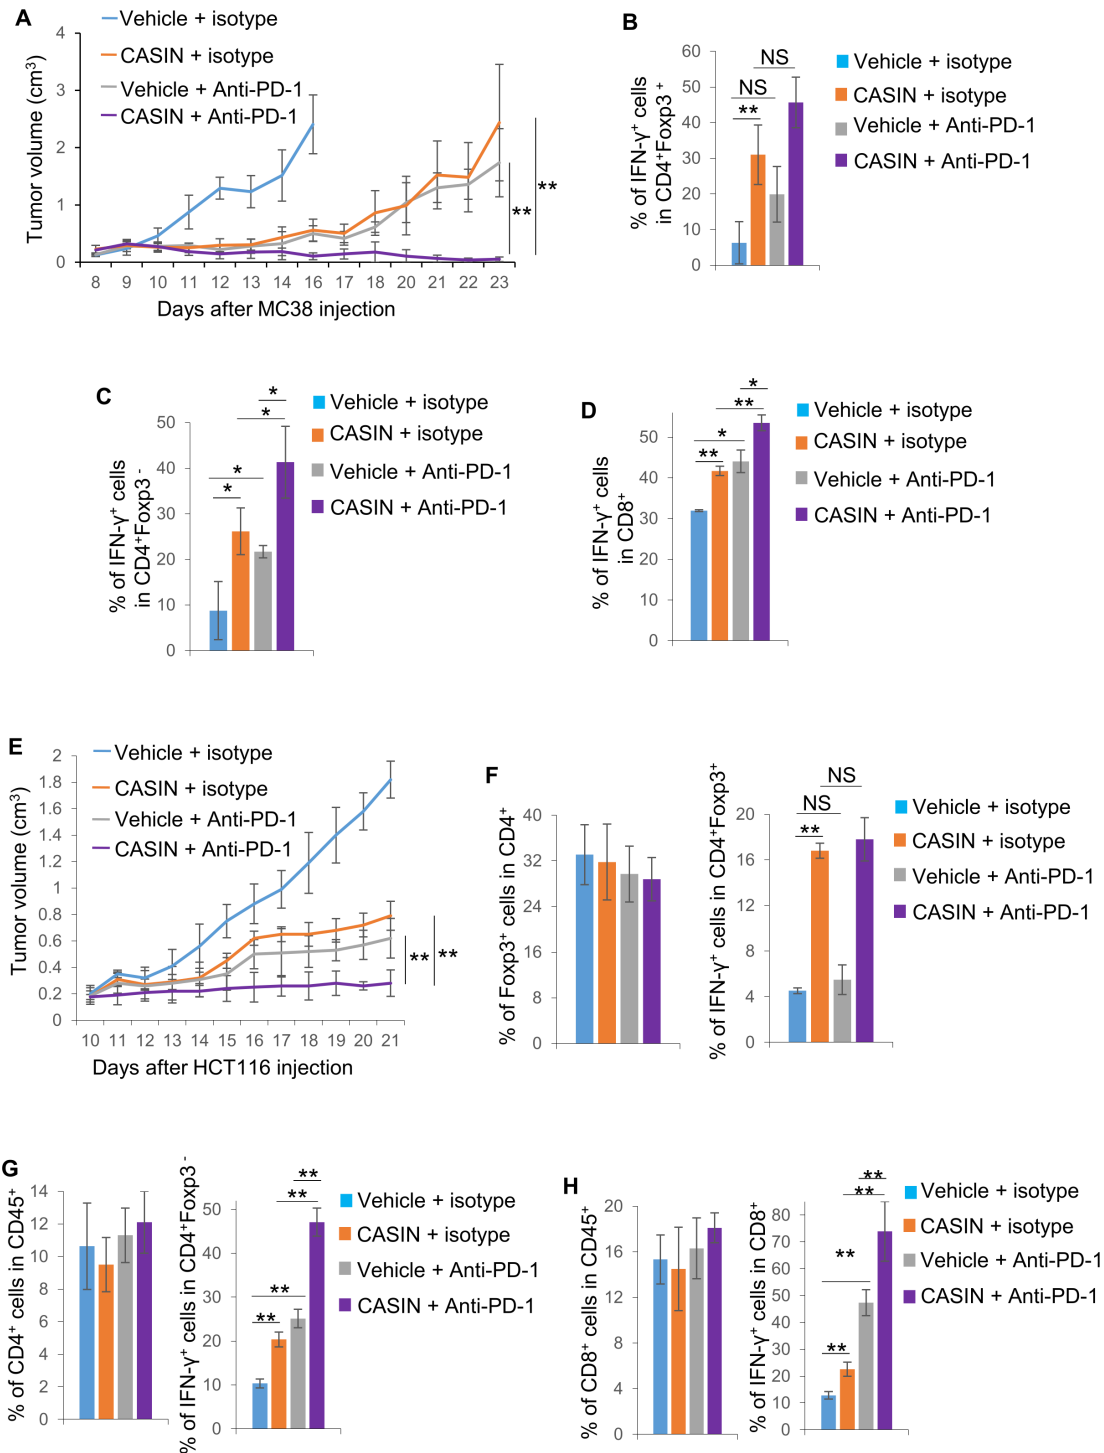 A
Vehicle + isotype
CASIN + isotype
Vehicle + Anti-PD-1
CASIN + Anti-PD-1
Tumor volume (cm³)
4
3
2
1
0
8 9 10 11 12 13 14 16 17 18 20 21 22 23
Days after MC38 injection
**
**
B
% of IFN-γ⁺ cells
in CD4⁺Foxp3⁺
60
50
40
30
20
10
0
NS
NS
**
Vehicle + isotype
CASIN + isotype
Vehicle + Anti-PD-1
CASIN + Anti-PD-1
C
% of IFN-γ⁺ cells
in CD4⁺Foxp3⁻
50
40
30
20
10
0
*
*
*
*
Vehicle + isotype
CASIN + isotype
Vehicle + Anti-PD-1
CASIN + Anti-PD-1
D
% of IFN-γ⁺ cells
in CD8⁺
50
40
30
20
10
0
*
**
*
**
Vehicle + isotype
CASIN + isotype
Vehicle + Anti-PD-1
CASIN + Anti-PD-1
E
Vehicle + isotype
CASIN + isotype
Vehicle + Anti-PD-1
CASIN + Anti-PD-1
Tumor volume (cm³)
2
1.8
1.6
1.4
1.2
1
0.8
0.6
0.4
0.2
0
10 11 12 13 14 15 16 17 18 19 20 21
Days after HCT116 injection
** **
F
% of Foxp3⁺ cells in CD4⁺
40
32
24
16
8
0
% of IFN-γ⁺ cells in CD4⁺Foxp3⁺
20
16
12
8
4
0
NS
NS
**
Vehicle + isotype
CASIN + isotype
Vehicle + Anti-PD-1
CASIN + Anti-PD-1
G
% of CD4⁺ cells in CD45⁺
14
12
10
8
6
4
2
0
% of IFN-γ⁺ cells in CD4⁺Foxp3⁻
50
40
30
20
10
0
**
**
**
**
Vehicle + isotype
CASIN + isotype
Vehicle + Anti-PD-1
CASIN + Anti-PD-1
H
% of CD8⁺ cells in CD45⁺
20
16
12
8
4
0
% of IFN-γ⁺ cells in CD8⁺
80
70
60
50
40
30
20
10
0
**
**
**
**
Vehicle + isotype
CASIN + isotype
Vehicle + Anti-PD-1
CASIN + Anti-PD-1